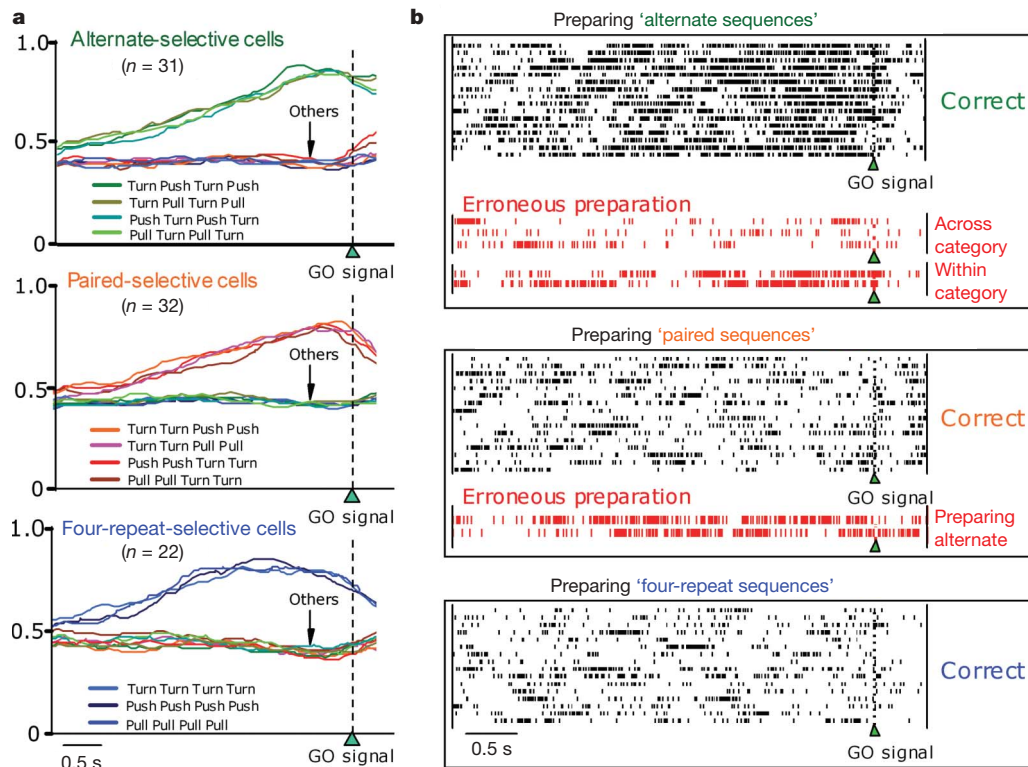 a
1.0
Alternate-selective cells
(n = 31)
Others
0.5
Turn Push Turn Push
Turn Pull Turn Pull
Push Turn Push Turn
Pull Turn Pull Turn
0
GO signal
1.0
Paired-selective cells
(n = 32)
Others
0.5
Turn Turn Push Push
Turn Turn Pull Pull
Push Push Turn Turn
Pull Pull Turn Turn
0
GO signal
1.0
Four-repeat-selective cells
(n = 22)
Others
0.5
Turn Turn Turn Turn
Push Push Push Push
Pull Pull Pull Pull
0
0.5 s
GO signal
b
Preparing ‘alternate sequences’
Correct
GO signal
Erroneous preparation
Across
category
Within
category
Preparing ‘paired sequences’
Correct
GO signal
Erroneous preparation
Preparing
alternate
Preparing ‘four-repeat sequences’
Correct
0.5 s
GO signal